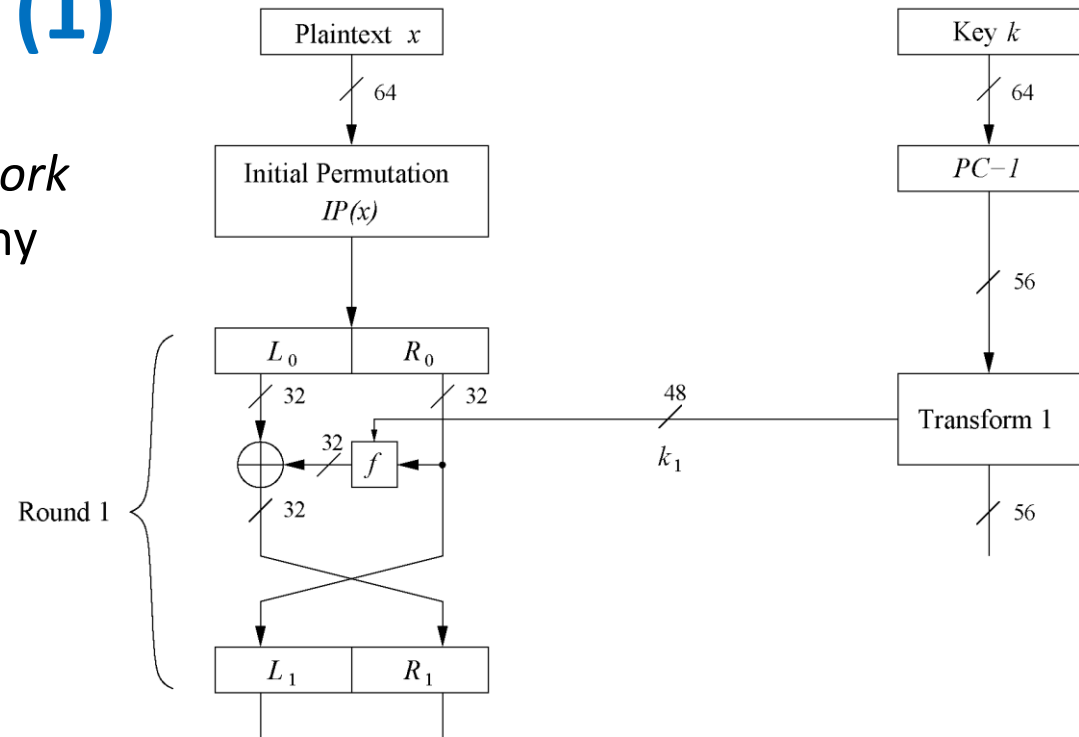 (1)
ork
ny
Plaintext x
64
Initial Permutation
IP(x)
L0 R0
32 32
32 f
32
Round 1
L1 R1
48
k1
Key k
64
PC-1
56
Transform 1
56